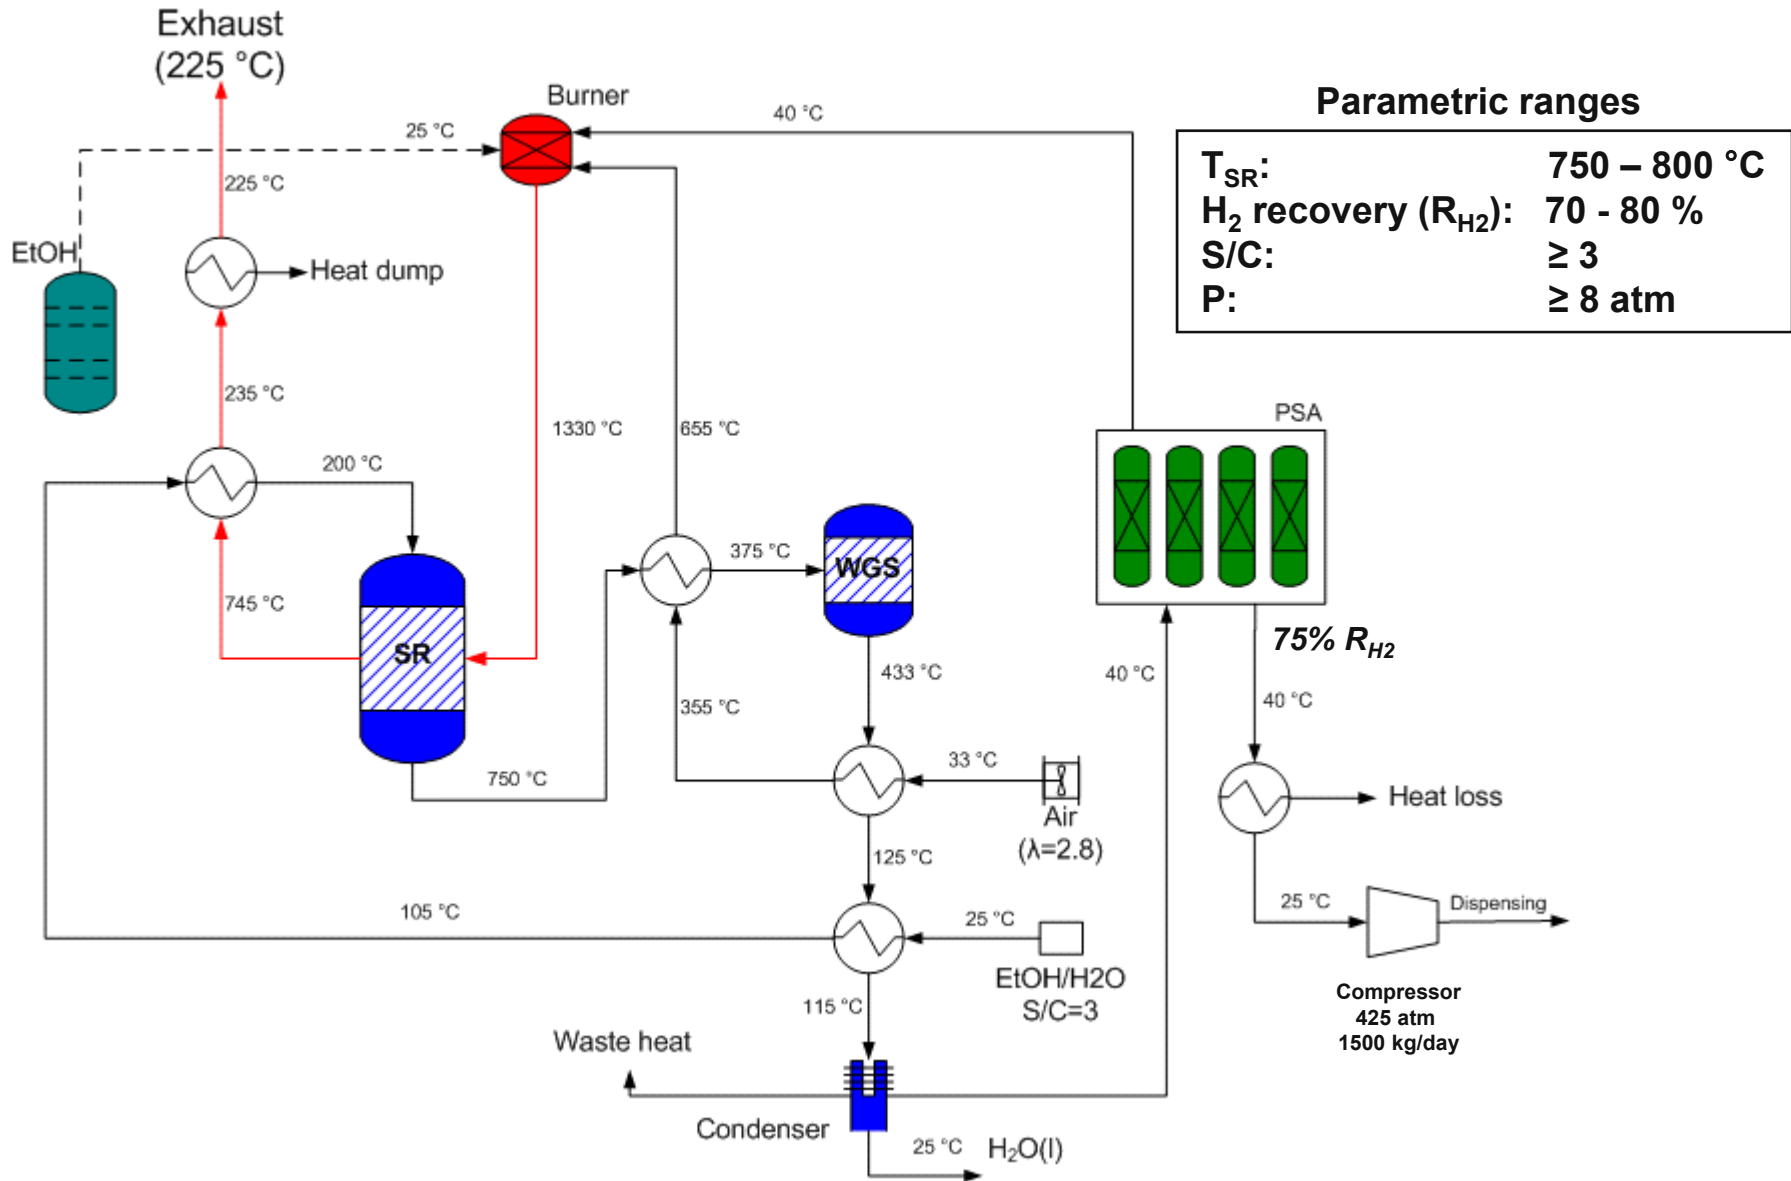 Exhaust
(225 °C)
Burner
25 °C
40 °C
Parametric ranges
T_SR: 750 – 800 °C
H₂ recovery (R_H2): 70 - 80 %
S/C: ≥ 3
P: ≥ 8 atm
225 °C
EtOH
Heat dump
235 °C
1330 °C
655 °C
PSA
200 °C
375 °C
WGS
745 °C
SR
433 °C
75% R_H2
40 °C
40 °C
355 °C
750 °C
33 °C
Air
(λ=2.8)
Heat loss
125 °C
105 °C
25 °C
25 °C
Dispensing
EtOH/H2O
S/C=3
115 °C
Compressor
425 atm
1500 kg/day
Waste heat
Condenser
25 °C
H₂O(l)